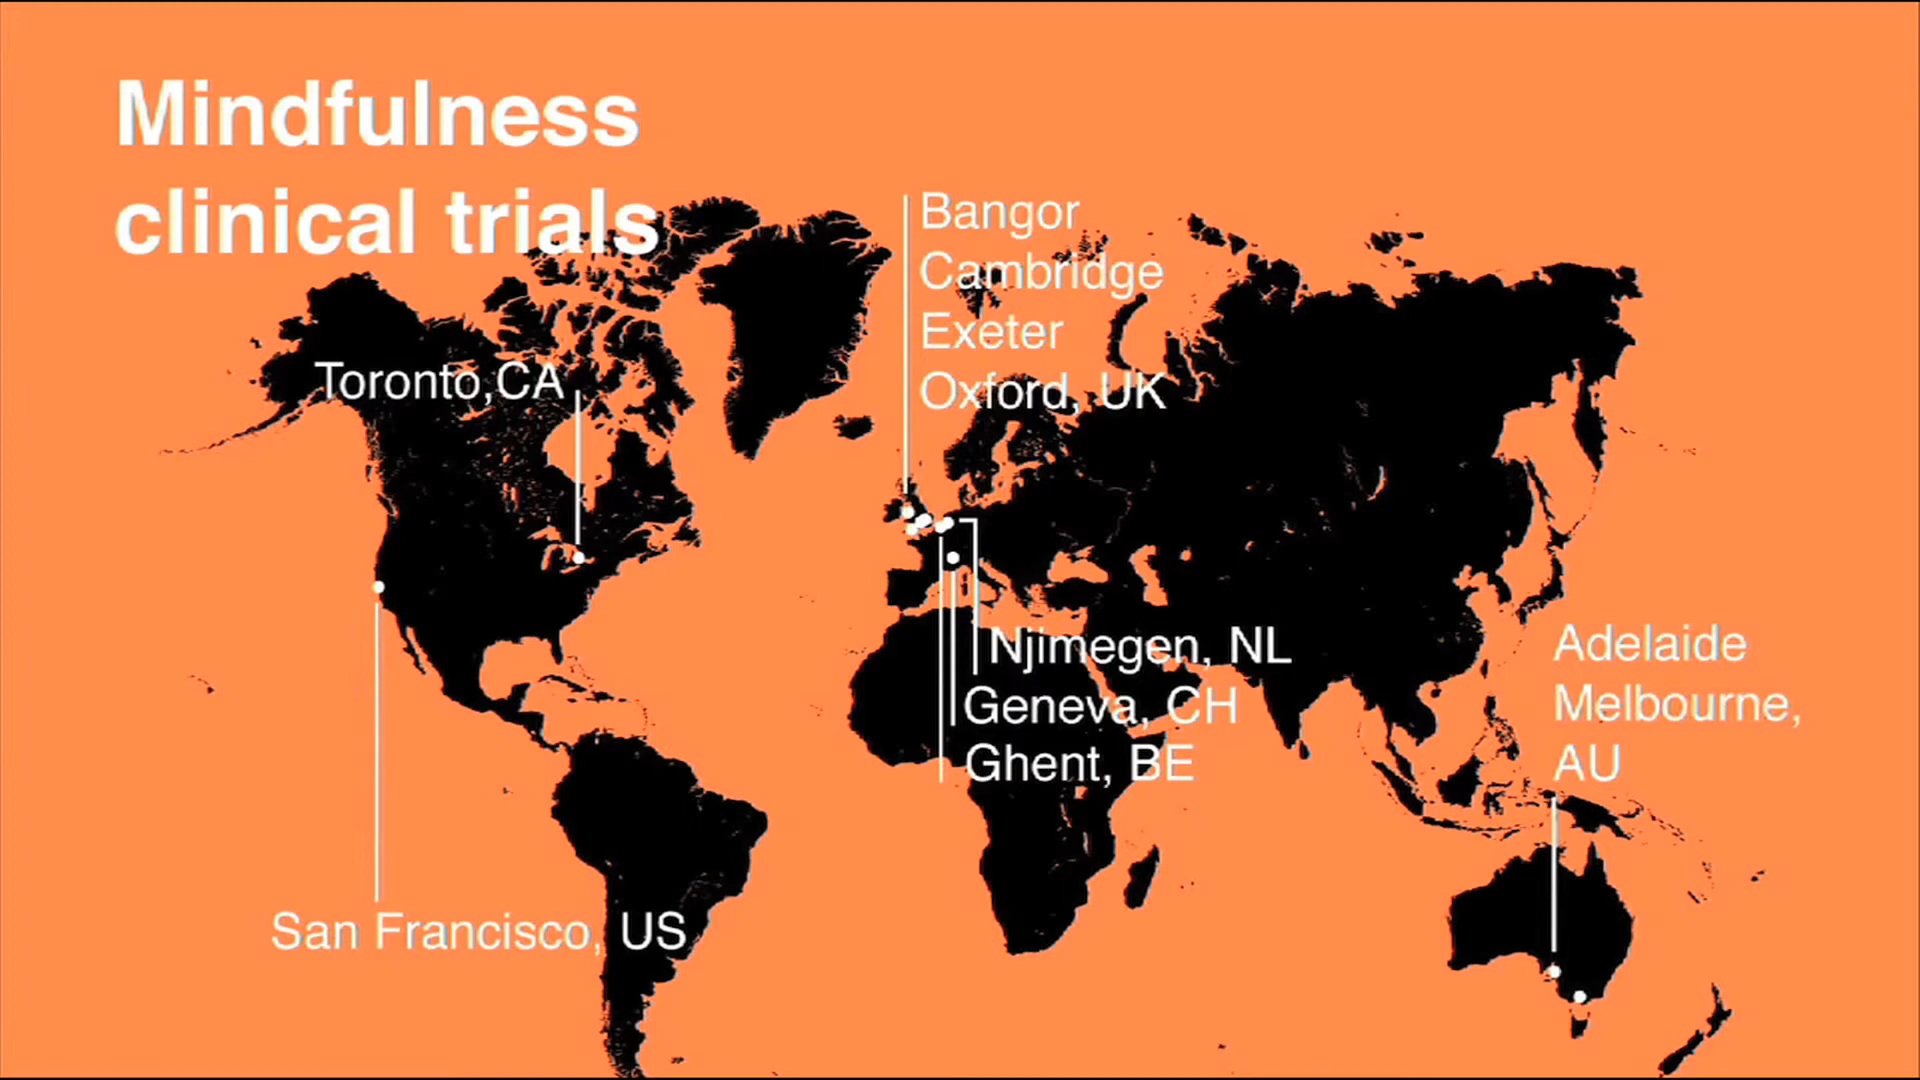 Mindfulness
clinical trials
Bangor
Cambridge
Exeter
Oxford, UK
Toronto,CA
Njimegen, NL
Geneva, CH
Ghent, BE
Adelaide
Melbourne,
AU
San Francisco, US